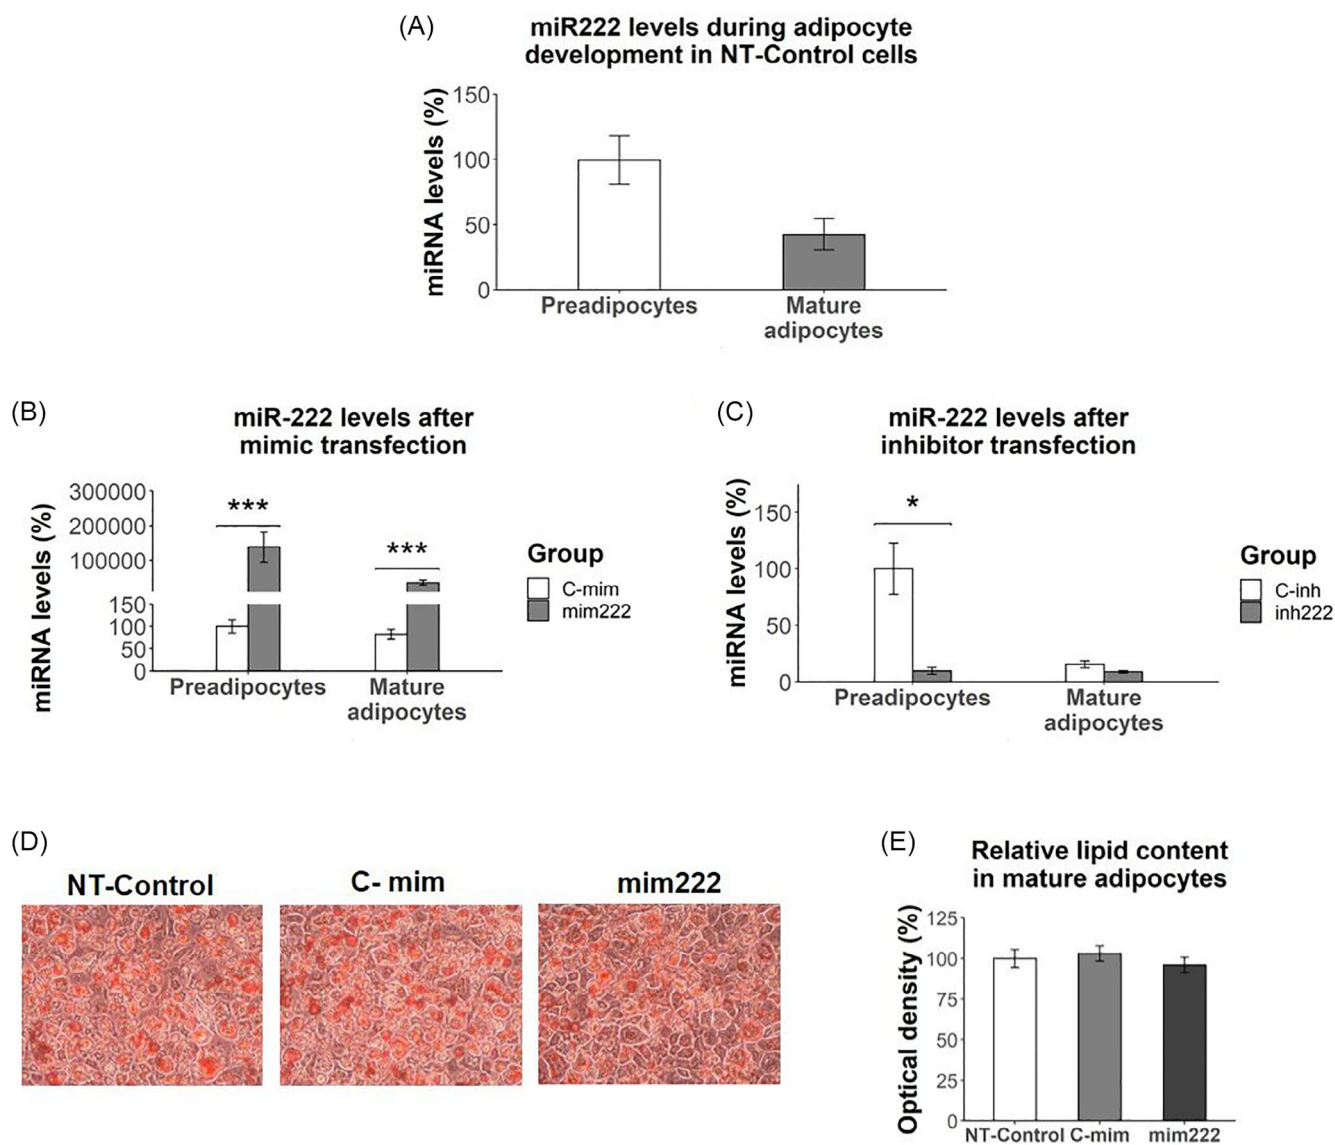 (A)
miR222 levels during adipocyte
development in NT-Control cells
miRNA levels (%)
150
100
50
0
Preadipocytes
Mature
adipocytes
(B)
miR-222 levels after
mimic transfection
miRNA levels (%)
300000
200000
100000
150
100
50
0
***
***
Preadipocytes
Mature
adipocytes
Group
C-mim
mim222
(C)
miR-222 levels after
inhibitor transfection
miRNA levels (%)
150
100
50
0
*
Preadipocytes
Mature
adipocytes
Group
C-inh
inh222
(D)
NT-Control
C- mim
mim222
(E)
Relative lipid content
in mature adipocytes
Optical density (%)
125
100
75
50
25
0
NT-Control
C-mim
mim222